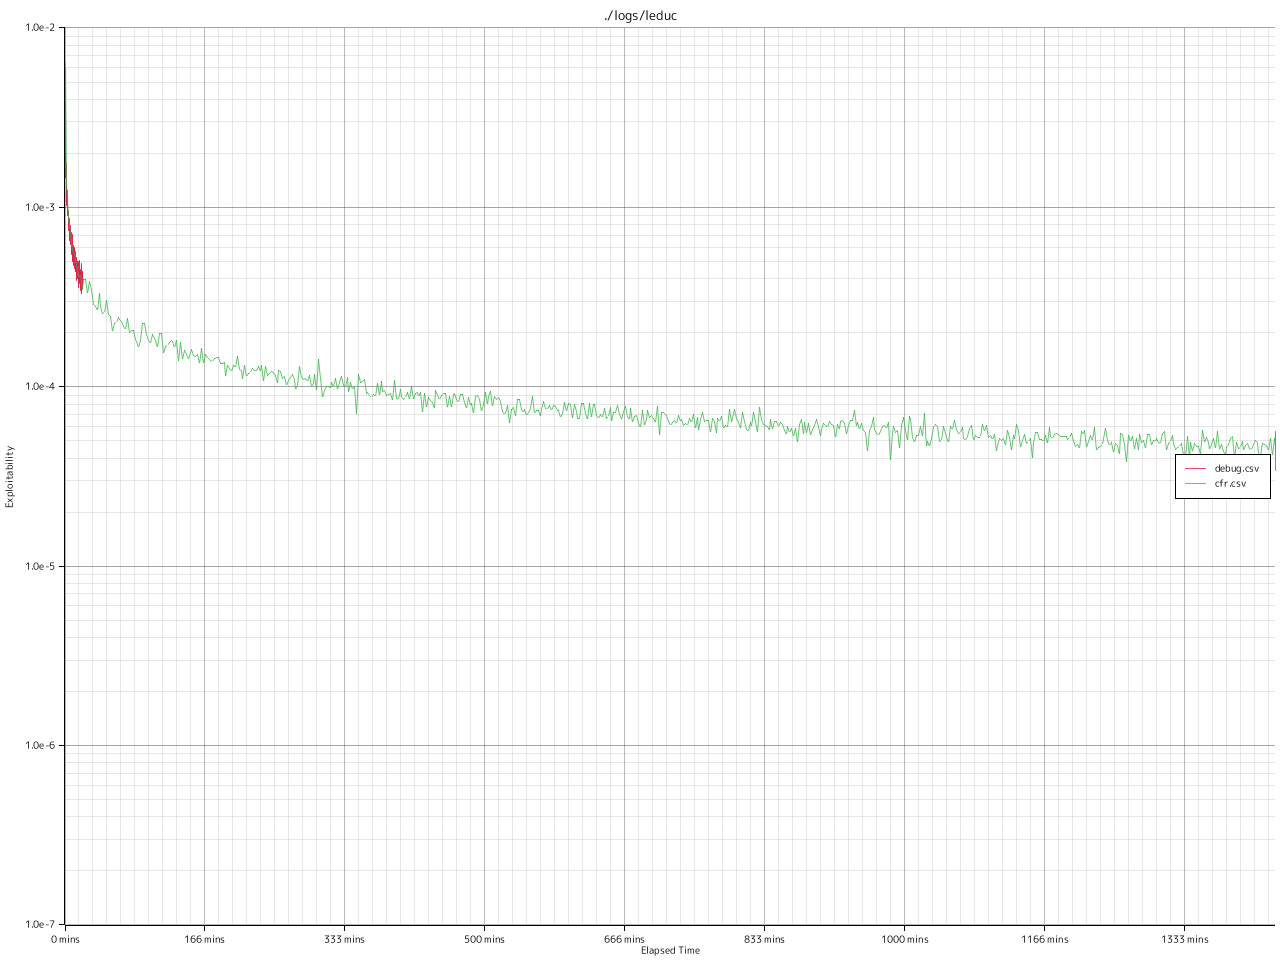 ./logs/leduc
1.0e-2
1.0e-3
1.0e-4
1.0e-5
1.0e-6
1.0e-7
Exploitability
debug.csv
cfr.csv
0 mins
166 mins
333 mins
500 mins
666 mins
833 mins
1000 mins
1166 mins
1333 mins
Elapsed Time